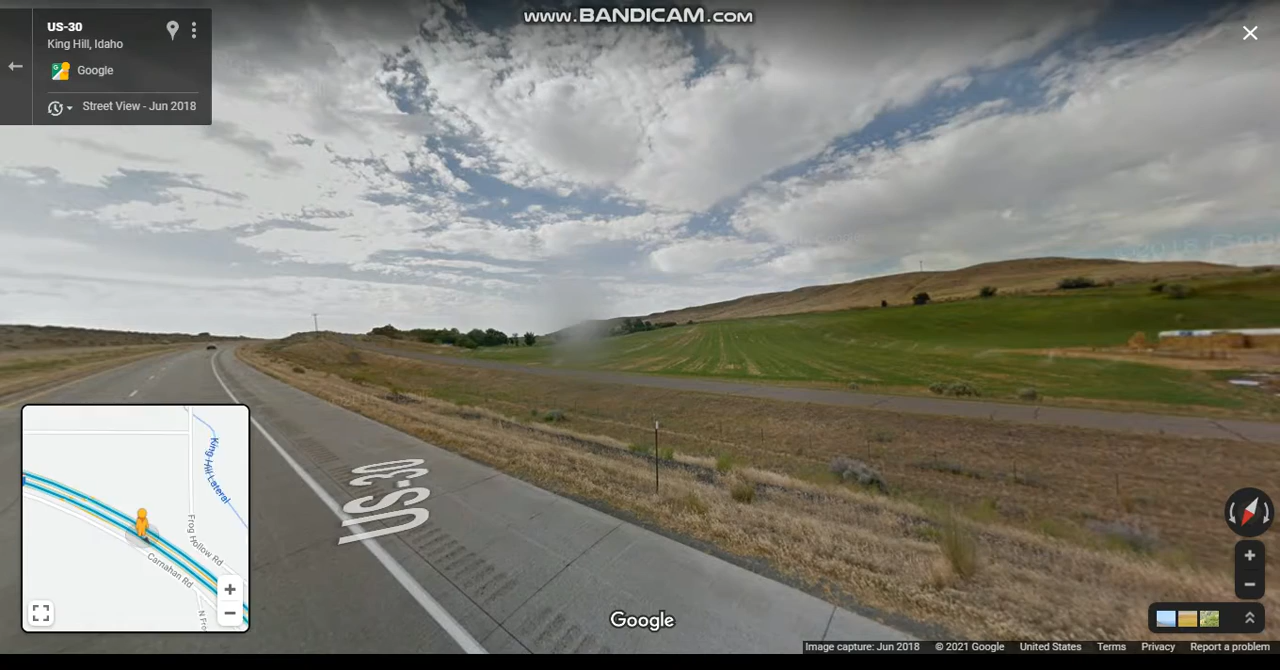 www.BANDICAM.com
US-30
King Hill, Idaho
Google
Street View - Jun 2018
US-30
King Hill Lateral
Frog Hollow Rd
Carnahan Rd
N Fro
Google
Image capture: Jun 2018 © 2021 Google United States Terms Privacy Report a problem